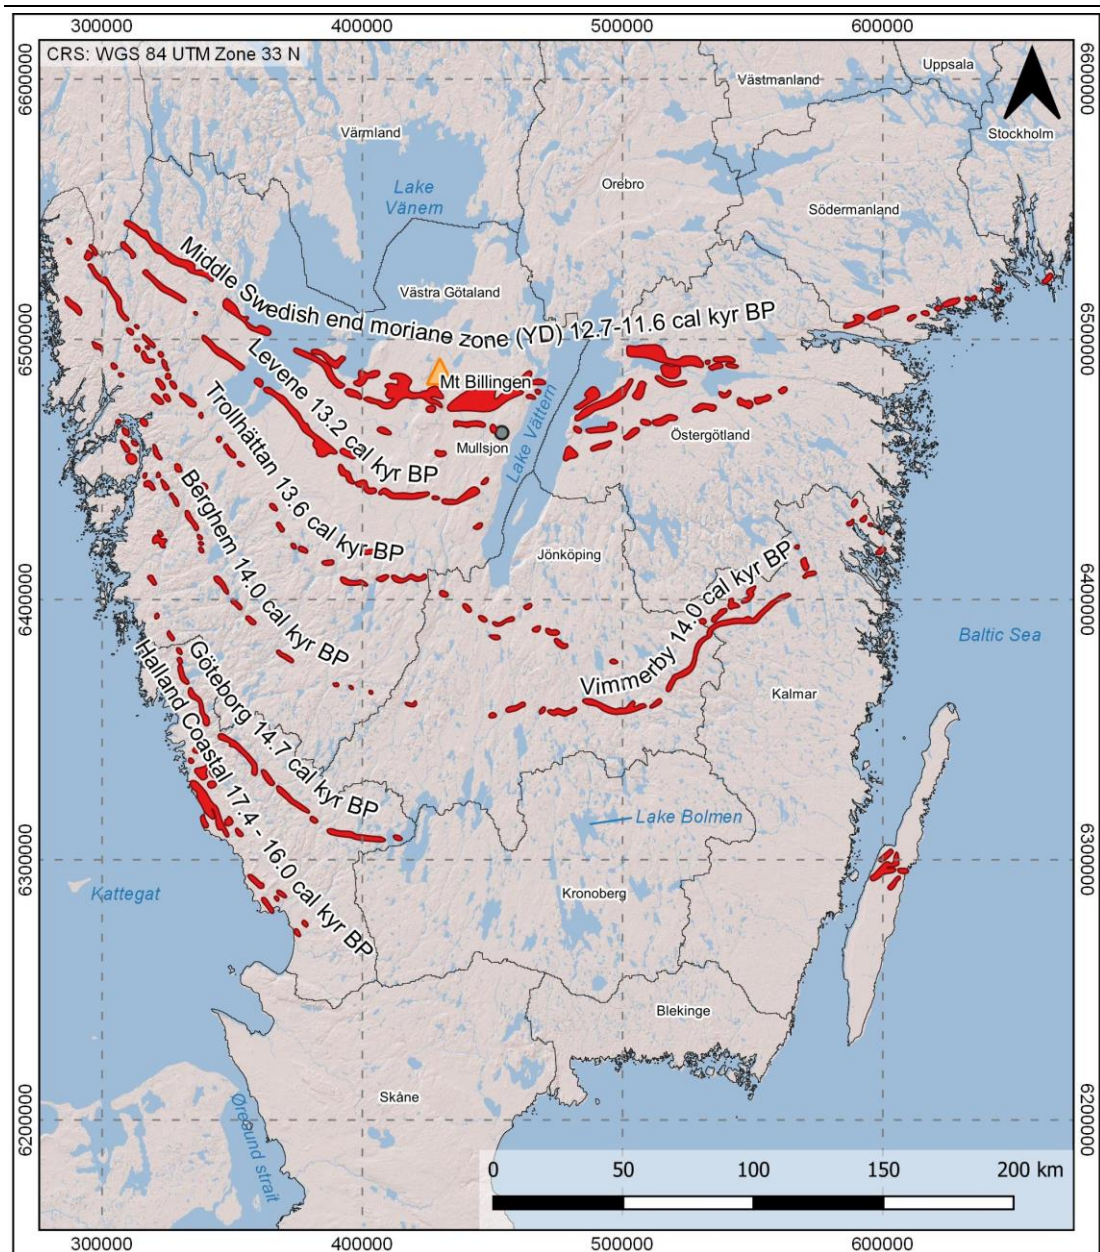 300000 400000 500000 600000
CRS: WGS 84 UTM Zone 33 N
6600000
6600000
Uppsala
Västmanland
Stockholm
Värmland
Orebro
Lake
Vänern
Södermanland
Västra Götaland
Middle Swedish end moriane zone (YD) 12.7-11.6 cal kyr BP
6500000
6500000
Levene 13.2 cal kyr BP
Mt Billingen
Trollhättan 13.6 cal kyr BP
Mullsjon
Lake Vättern
Östergötland
Berghem 14.0 cal kyr BP
Jönköping
6400000
6400000
Vimmerby 14.0 cal kyr BP
Baltic Sea
Göteborg 14.7 cal kyr BP
Kalmar
Halland Coastal 17.4 - 16.0 cal kyr BP
Lake Bolmen
6300000
6300000
Kattegat
Kronoberg
Blekinge
Skåne
6200000
6200000
Øresund strait
0 50 100 150 200 km
300000 400000 500000 600000